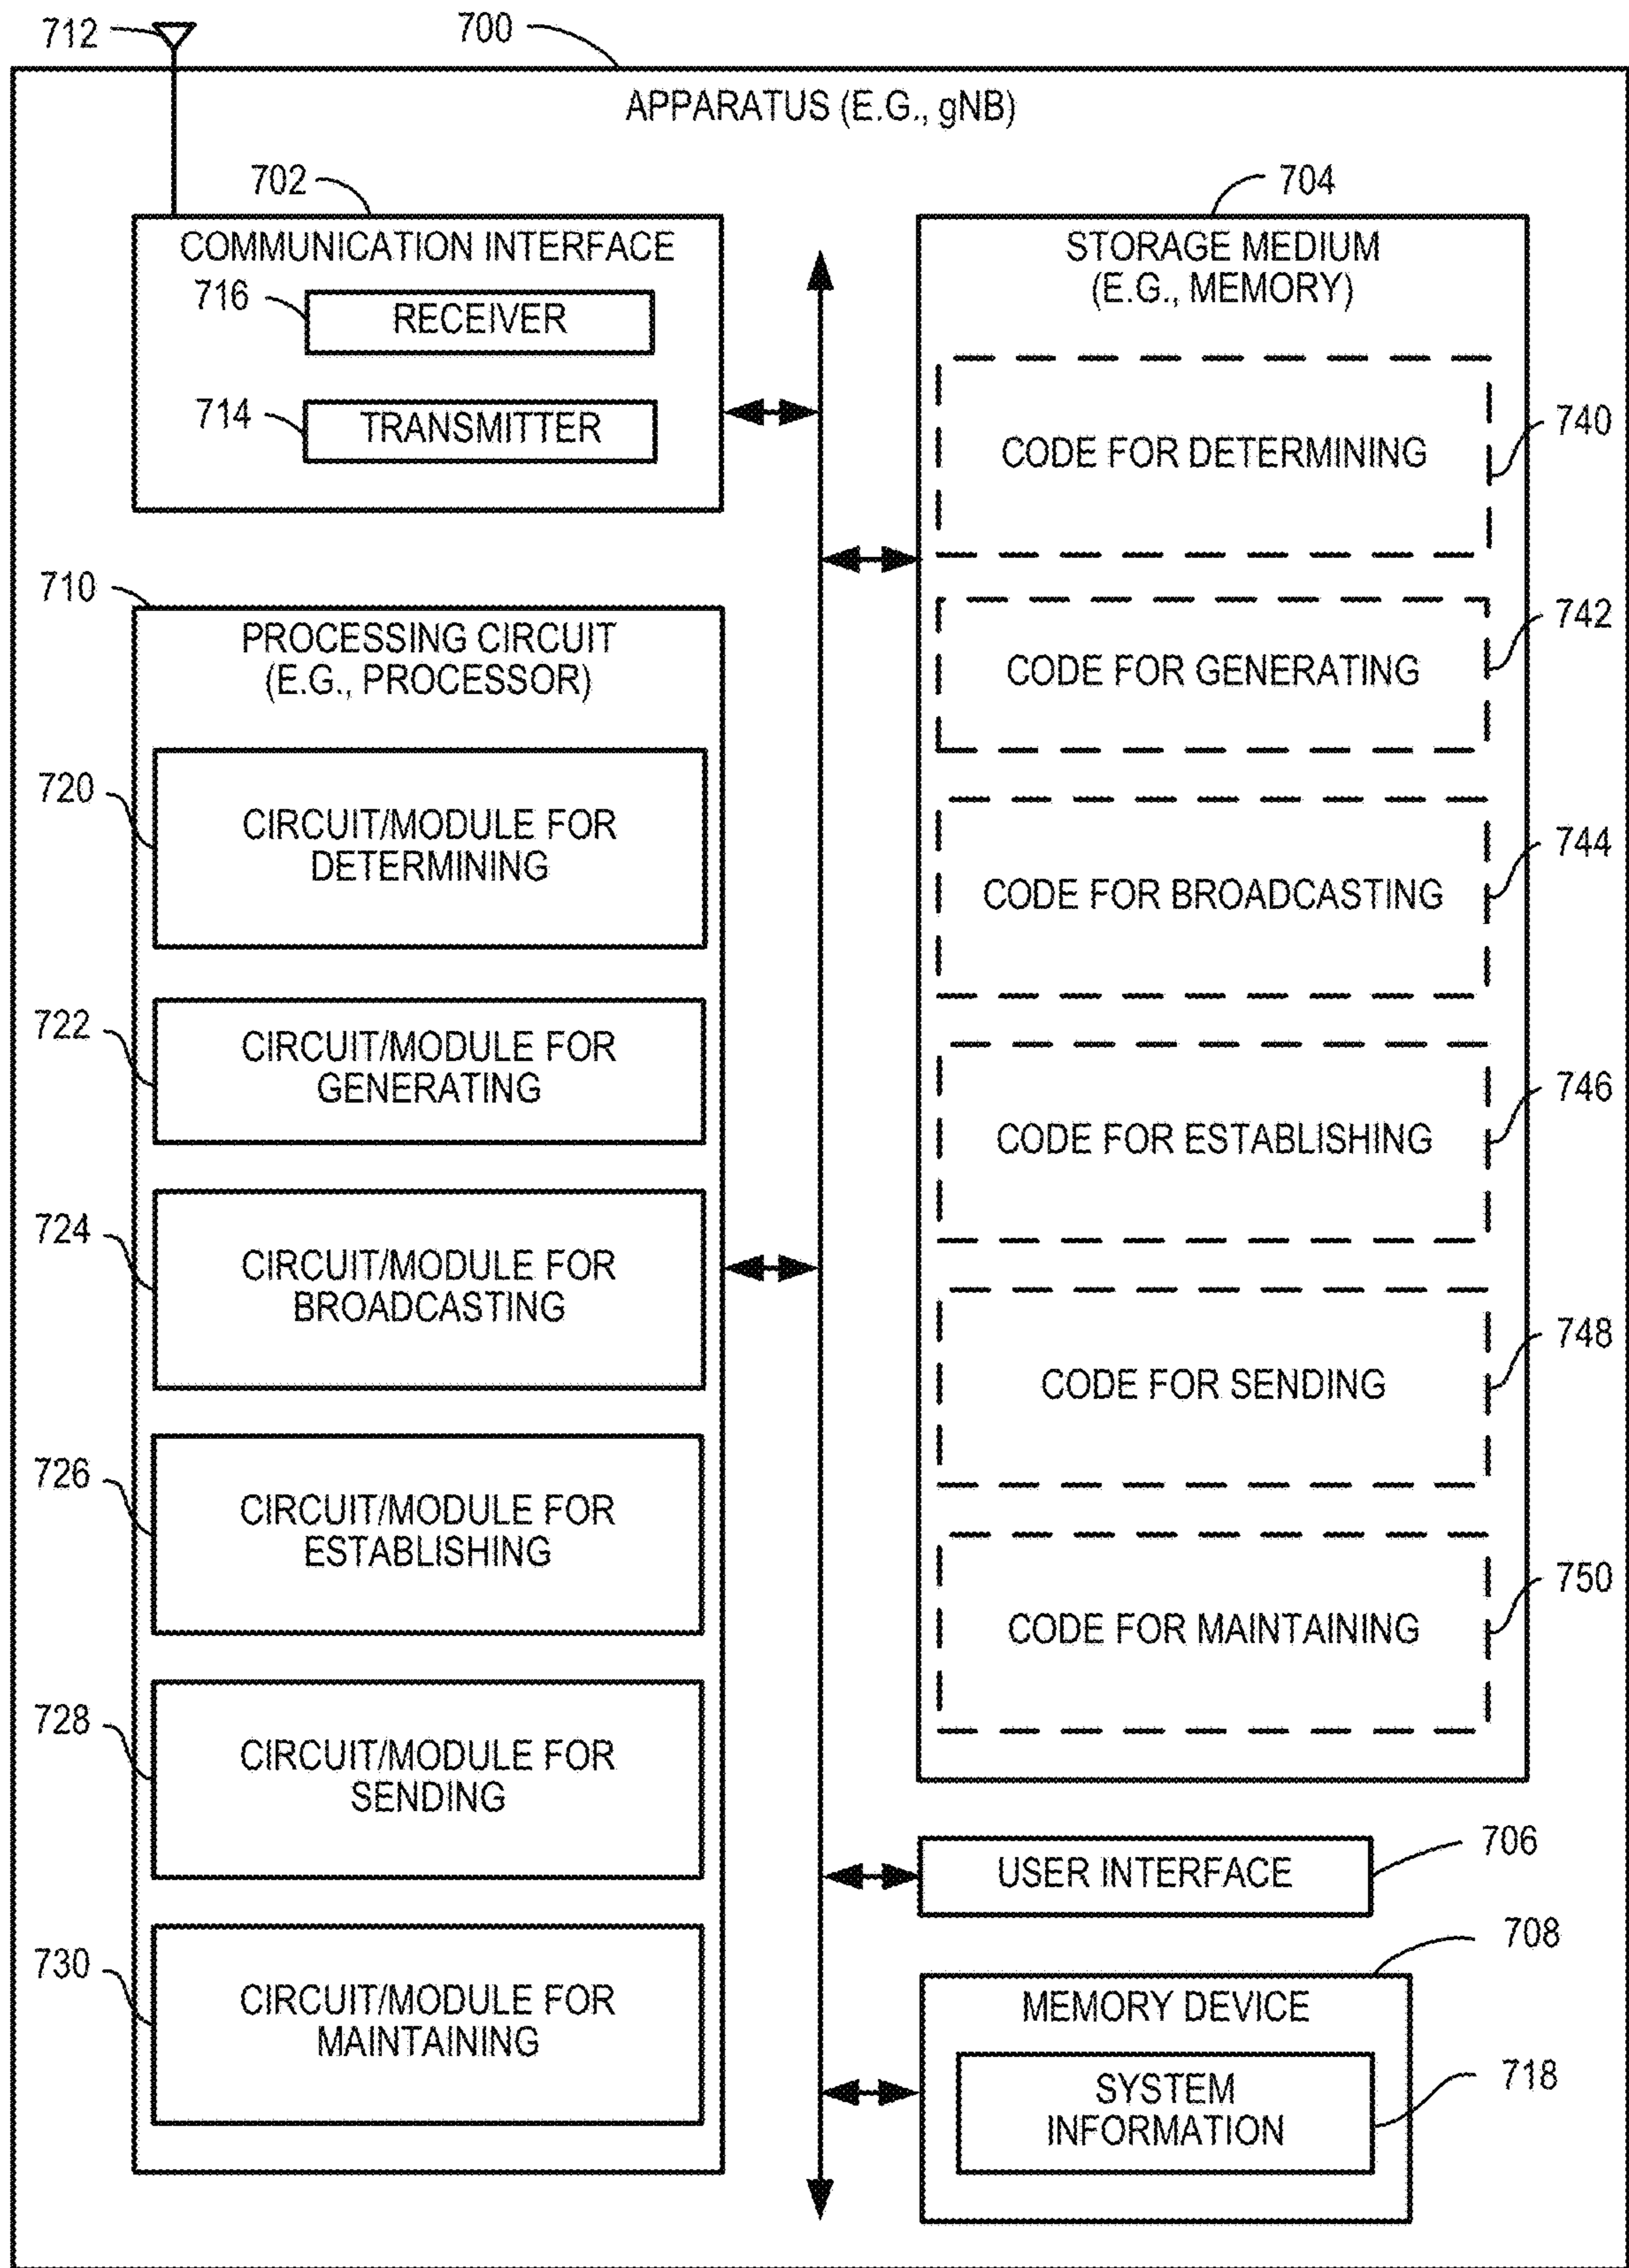 712
700
APPARATUS (E.G., gNB)
702
COMMUNICATION INTERFACE
716
RECEIVER
714
TRANSMITTER
710
PROCESSING CIRCUIT
(E.G., PROCESSOR)
720
CIRCUIT/MODULE FOR
DETERMINING
722
CIRCUIT/MODULE FOR
GENERATING
724
CIRCUIT/MODULE FOR
BROADCASTING
726
CIRCUIT/MODULE FOR
ESTABLISHING
728
CIRCUIT/MODULE FOR
SENDING
730
CIRCUIT/MODULE FOR
MAINTAINING
704
STORAGE MEDIUM
(E.G., MEMORY)
740
CODE FOR DETERMINING
742
CODE FOR GENERATING
744
CODE FOR BROADCASTING
746
CODE FOR ESTABLISHING
748
CODE FOR SENDING
750
CODE FOR MAINTAINING
706
USER INTERFACE
708
MEMORY DEVICE
718
SYSTEM
INFORMATION